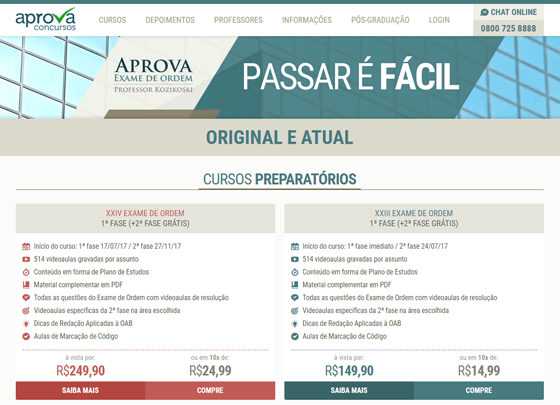 aprova
concursos
CURSOS DEPOIMENTOS PROFESSORES INFORMAÇÕES PÓS-GRADUAÇÃO LOGIN
CHAT ONLINE
0800 725 8888
APROVA
EXAME DE ORDEM
PROFESSOR KOZIKOSKI
PASSAR É FÁCIL
ORIGINAL E ATUAL
CURSOS PREPARATÓRIOS
XXIV EXAME DE ORDEM
1ª FASE (+2ª FASE GRÁTIS)
Início do curso: 1ª fase 17/07/17 / 2ª fase 27/11/17
514 videoaulas gravadas por assunto
Conteúdo em forma de Plano de Estudos
Material complementar em PDF
Todas as questões do Exame de Ordem com videoaulas de resolução
Videoaulas específicas da 2ª fase na área escolhida
Dicas de Redação Aplicadas à OAB
Aulas de Marcação de Código
à vista por: ou em 10x de:
R$249,90 R$24,99
SAIBA MAIS COMPRE
XXIII EXAME DE ORDEM
1ª FASE (+2ª FASE GRÁTIS)
Início do curso: 1ª fase imediato / 2ª fase 24/07/17
514 videoaulas gravadas por assunto
Conteúdo em forma de Plano de Estudos
Material complementar em PDF
Todas as questões do Exame de Ordem com videoaulas de resolução
Videoaulas específicas da 2ª fase na área escolhida
Dicas de Redação Aplicadas à OAB
Aulas de Marcação de Código
à vista por: ou em 10x de:
R$149,90 R$14,99
SAIBA MAIS COMPRE